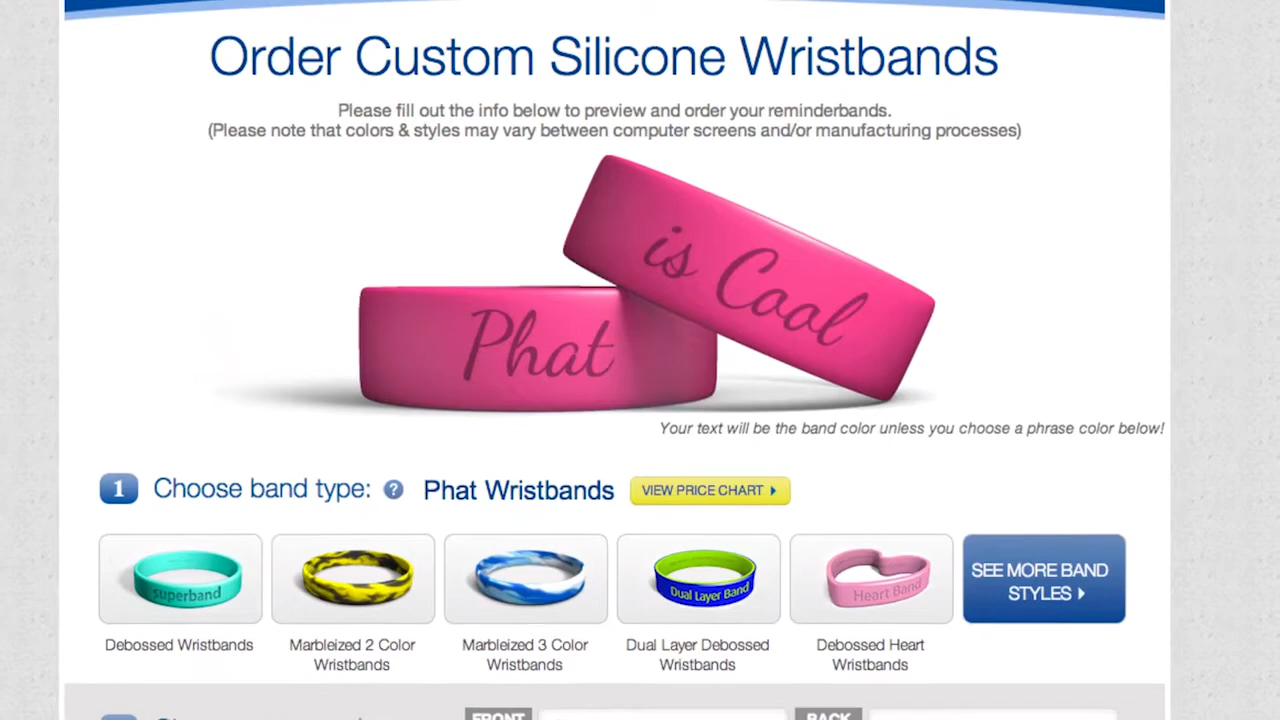 Order Custom Silicone Wristbands
Please fill out the info below to preview and order your reminderbands.
(Please note that colors & styles may vary between computer screens and/or manufacturing processes)
is Cool
Phat
Your text will be the band color unless you choose a phrase color below!
1 Choose band type: ? Phat Wristbands VIEW PRICE CHART
superband
Dual Layer Band
Heart Band
SEE MORE BAND
STYLES
Debossed Wristbands
Marbleized 2 Color
Wristbands
Marbleized 3 Color
Wristbands
Dual Layer Debossed
Wristbands
Debossed Heart
Wristbands
FRONT
BACK